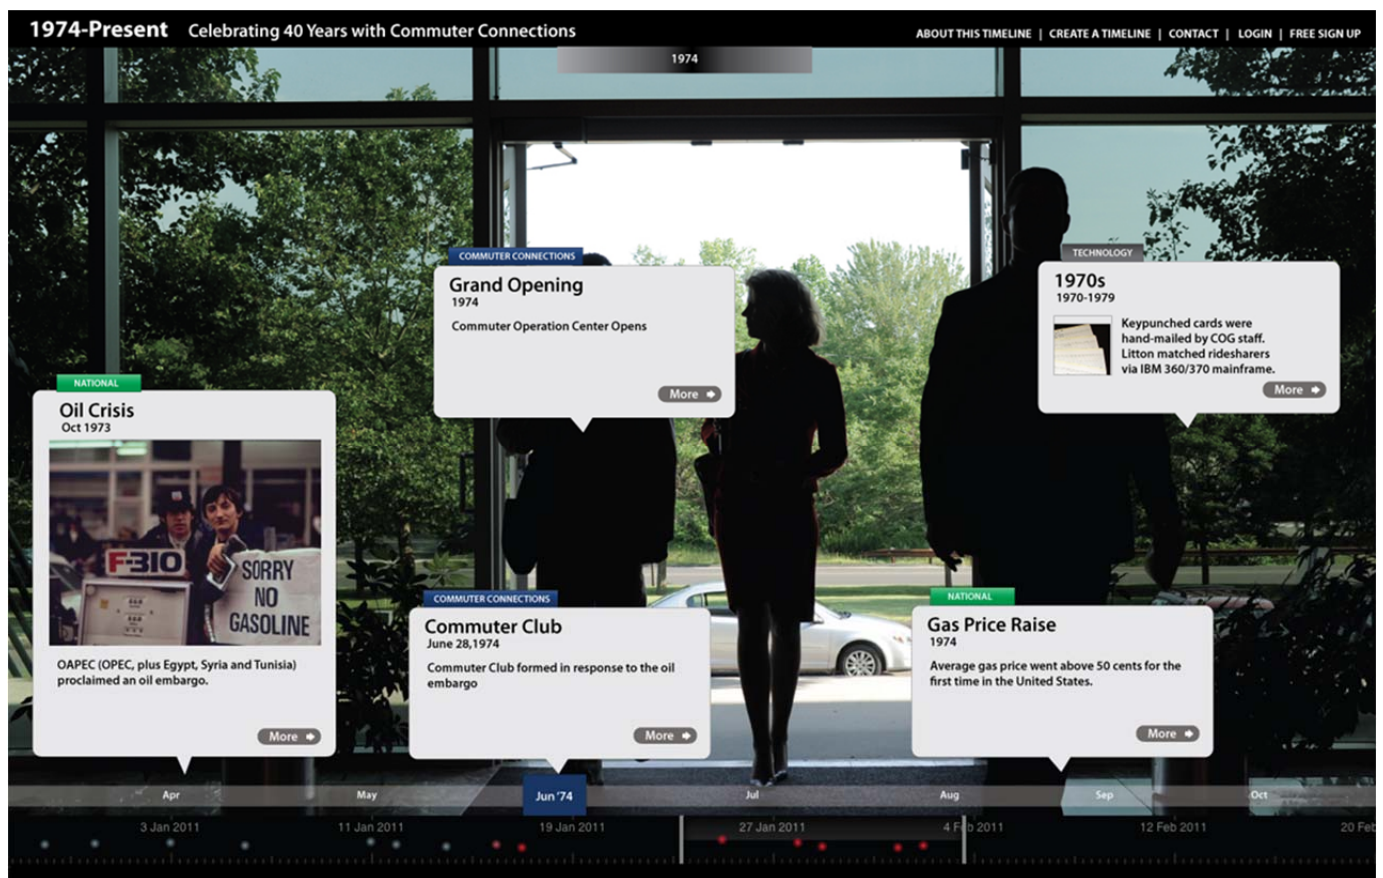 1974-Present Celebrating 40 Years with Commuter Connections
ABOUT THIS TIMELINE | CREATE A TIMELINE | CONTACT | LOGIN | FREE SIGN UP
1974
NATIONAL
Oil Crisis
Oct 1973
F-310
SORRY
NO
GASOLINE
OAPEC (OPEC, plus Egypt, Syria and Tunisia)
proclaimed an oil embargo.
More
COMMUTER CONNECTIONS
Grand Opening
1974
Commuter Operation Center Opens
More
COMMUTER CONNECTIONS
Commuter Club
June 28,1974
Commuter Club formed in response to the oil
embargo
More
TECHNOLOGY
1970s
1970-1979
Keypunched cards were
hand-mailed by COG staff.
Litton matched ridesharers
via IBM 360/370 mainframe.
More
NATIONAL
Gas Price Raise
1974
Average gas price went above 50 cents for the
first time in the United States.
More
Apr May Jun '74 Jul Aug Sep Oct
3 Jan 2011 11 Jan 2011 19 Jan 2011 27 Jan 2011 4 Feb 2011 12 Feb 2011 20 Feb